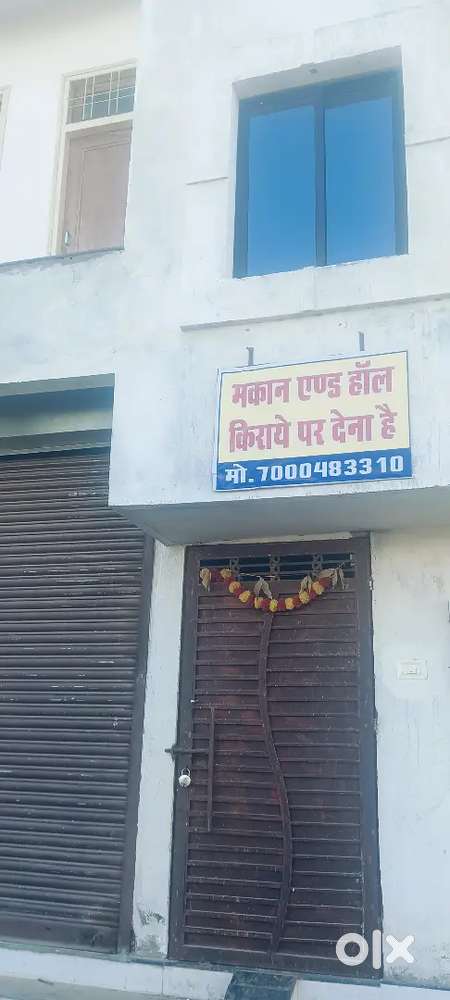 मकान एण्ड हॉल
किराये पर देना है
मो.7000483310
olx